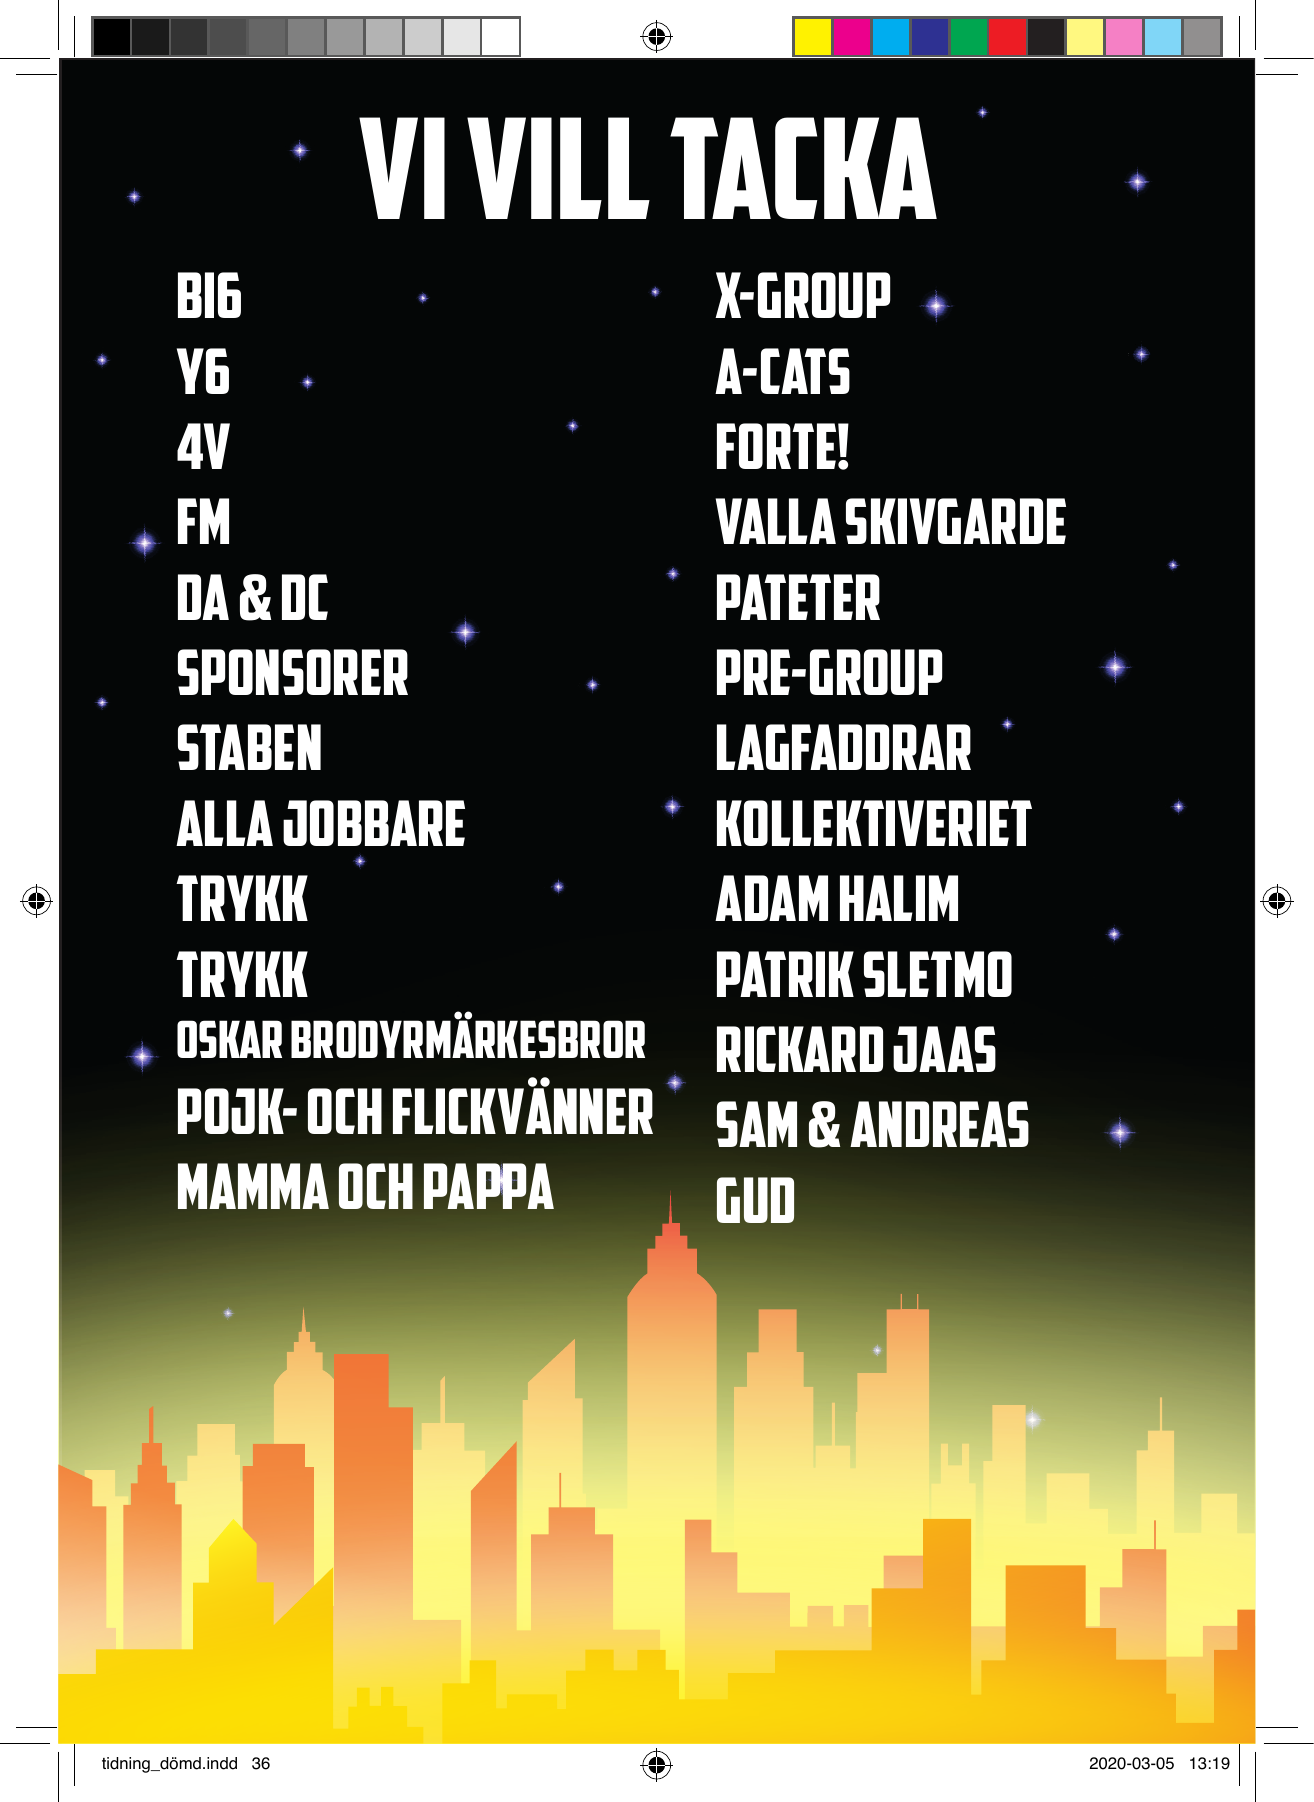 VI VILL TACKA
BI6
Y6
4V
FM
DA & DC
SPONSORER
STABEN
ALLA JOBBARE
TRYKK
TRYKK
OSKAR BRODYRMÄRKESBROR
POJK- OCH FLICKVÄNNER
MAMMA OCH PAPPA
X-GROUP
A-CATS
FORTE!
VALLA SKIVGARDE
PATETER
PRE-GROUP
LAGFADDRAR
KOLLEKTIVERIET
ADAM HALIM
PATRIK SLETMO
RICKARD JAAS
SAM & ANDREAS
GUD
tidning_dömd.indd 36
2020-03-05 13:19